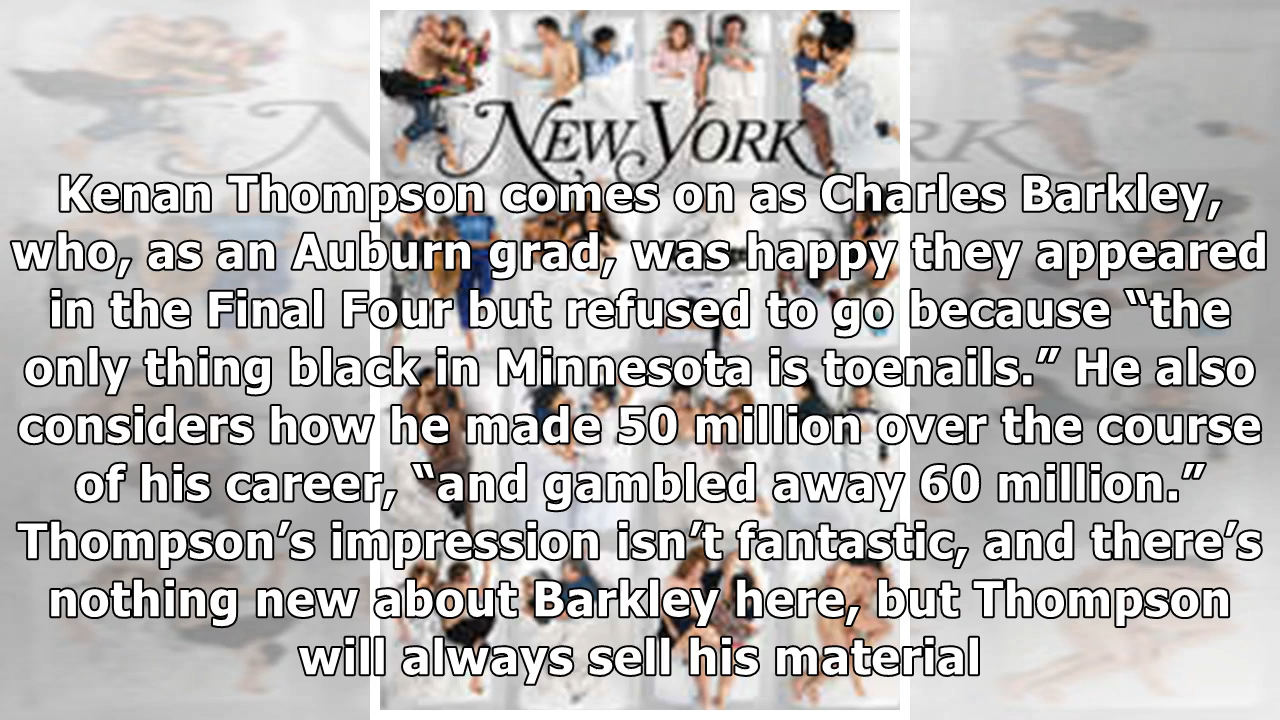 NEW YORK
Kenan Thompson comes on as Charles Barkley,
who, as an Auburn grad, was happy they appeared
in the Final Four but refused to go because “the
only thing black in Minnesota is toenails.” He also
considers how he made 50 million over the course
of his career, “and gambled away 60 million.”
Thompson’s impression isn’t fantastic, and there’s
nothing new about Barkley here, but Thompson
will always sell his material